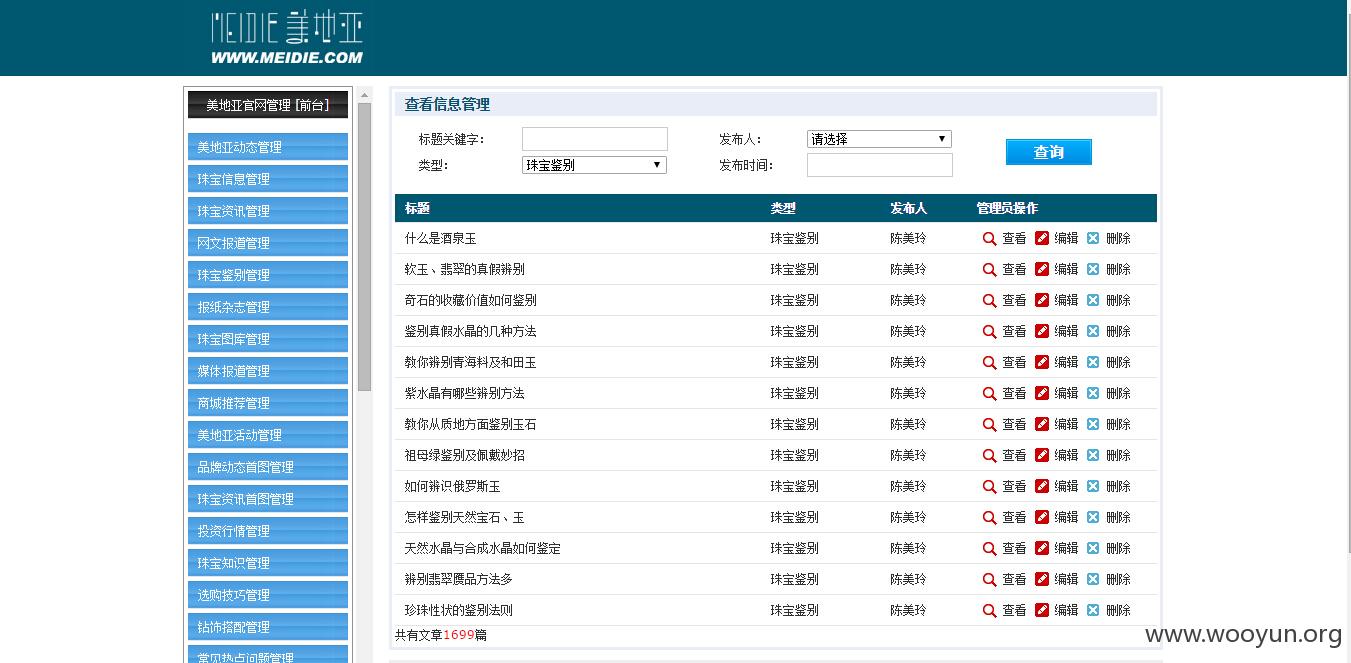 MEIDIE 美地亚
WWW.MEIDIE.COM
美地亚官网管理 [前台]
美地亚动态管理
珠宝信息管理
珠宝资讯管理
网文报道管理
珠宝鉴别管理
报纸杂志管理
珠宝图库管理
媒体报道管理
商城推荐管理
美地亚活动管理
品牌动态首图管理
珠宝资讯首图管理
投资行情管理
珠宝知识管理
选购技巧管理
钻饰搭配管理
常见热点问题管理
查看信息管理
标题关键字： 发布人： 请选择
类型： 珠宝鉴别 发布时间：
查询
标题 类型 发布人 管理员操作
什么是酒泉玉 珠宝鉴别 陈美玲 查看 编辑 删除
软玉、翡翠的真假辨别 珠宝鉴别 陈美玲 查看 编辑 删除
奇石的收藏价值如何鉴别 珠宝鉴别 陈美玲 查看 编辑 删除
鉴别真假水晶的几种方法 珠宝鉴别 陈美玲 查看 编辑 删除
教你辨别青海料及和田玉 珠宝鉴别 陈美玲 查看 编辑 删除
紫水晶有哪些辨别方法 珠宝鉴别 陈美玲 查看 编辑 删除
教你从质地方面鉴别玉石 珠宝鉴别 陈美玲 查看 编辑 删除
祖母绿鉴别及佩戴妙招 珠宝鉴别 陈美玲 查看 编辑 删除
如何辨识俄罗斯玉 珠宝鉴别 陈美玲 查看 编辑 删除
怎样鉴别天然宝石、玉 珠宝鉴别 陈美玲 查看 编辑 删除
天然水晶与合成水晶如何鉴定 珠宝鉴别 陈美玲 查看 编辑 删除
辨别翡翠赝品方法多 珠宝鉴别 陈美玲 查看 编辑 删除
珍珠性状的鉴别法则 珠宝鉴别 陈美玲 查看 编辑 删除
共有文章1699篇
www.wooyun.org